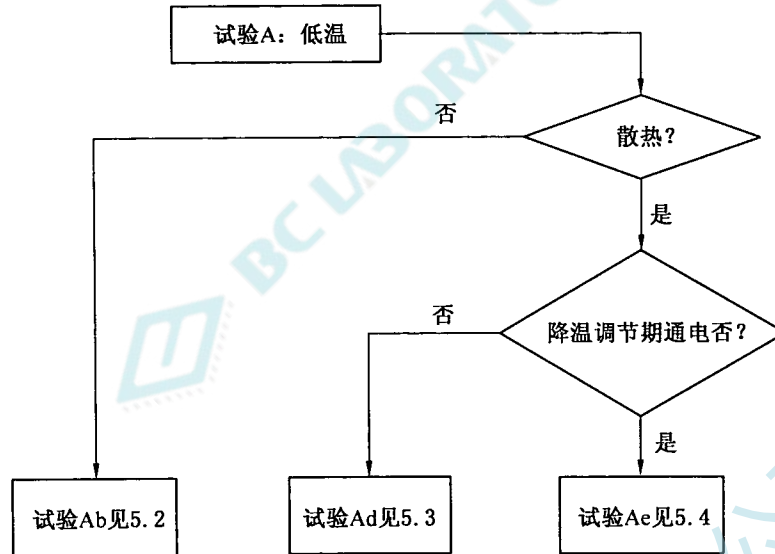 试验A：低温
否
散热？
是
否
降温调节期通电否？
是
试验Ab见5.2
试验Ad见5.3
试验Ae见5.4